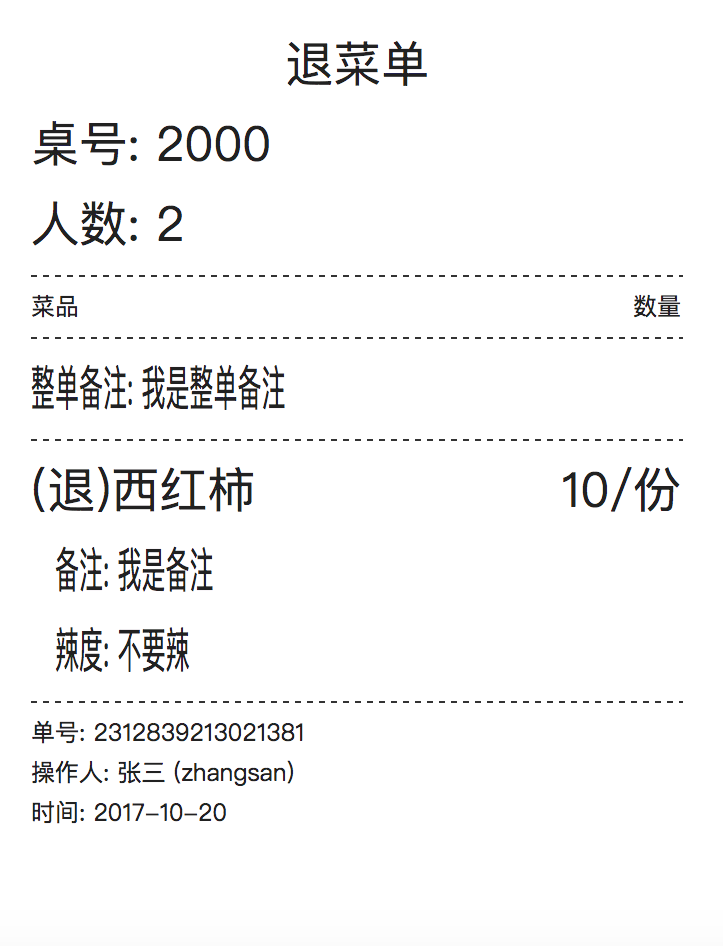 退菜单
桌号: 2000
人数: 2
菜品 数量
整单备注: 我是整单备注
(退)西红柿 10/份
备注: 我是备注
辣度: 不要辣
单号: 2312839213021381
操作人: 张三 (zhangsan)
时间: 2017-10-20